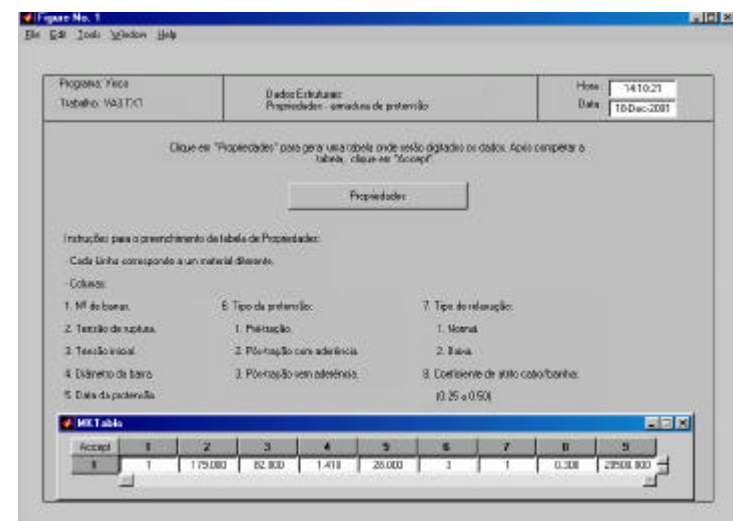 Figure No. 1
File Edit Tools Window Help
Programa: Visco
Trabalho: VA3.TXT
Dados Estruturais:
Propriedades - armadura de protensão
Hora: 14:10:21
Data: 18-Dec-2001
Clique em "Propriedades" para gerar uma tabela onde serão digitados os dados. Após completar a
tabela, clique em "Accept".
Propriedades
Instruções para o preenchimento da tabela de Propriedades:
Cada Linha corresponde a um material diferente.
- Colunas:
1. Nº de barras. 6. Tipo da protensão: 7. Tipo de relaxação:
2. Tensão de ruptura. 1. Pré-tração. 1. Normal.
3. Tensão inicial. 2. Pós-tração com aderência. 2. Baixa.
4. Diâmetro da barra. 3. Pós-tração sem aderência. 8. Coeficiente de atrito cabo/bainha:
5. Data da protensão. (0.25 a 0.50)
MKTable
Accept 1 2 3 4 5 6 7 8 9
1 1 179.000 1.410 28.000 1 0.300